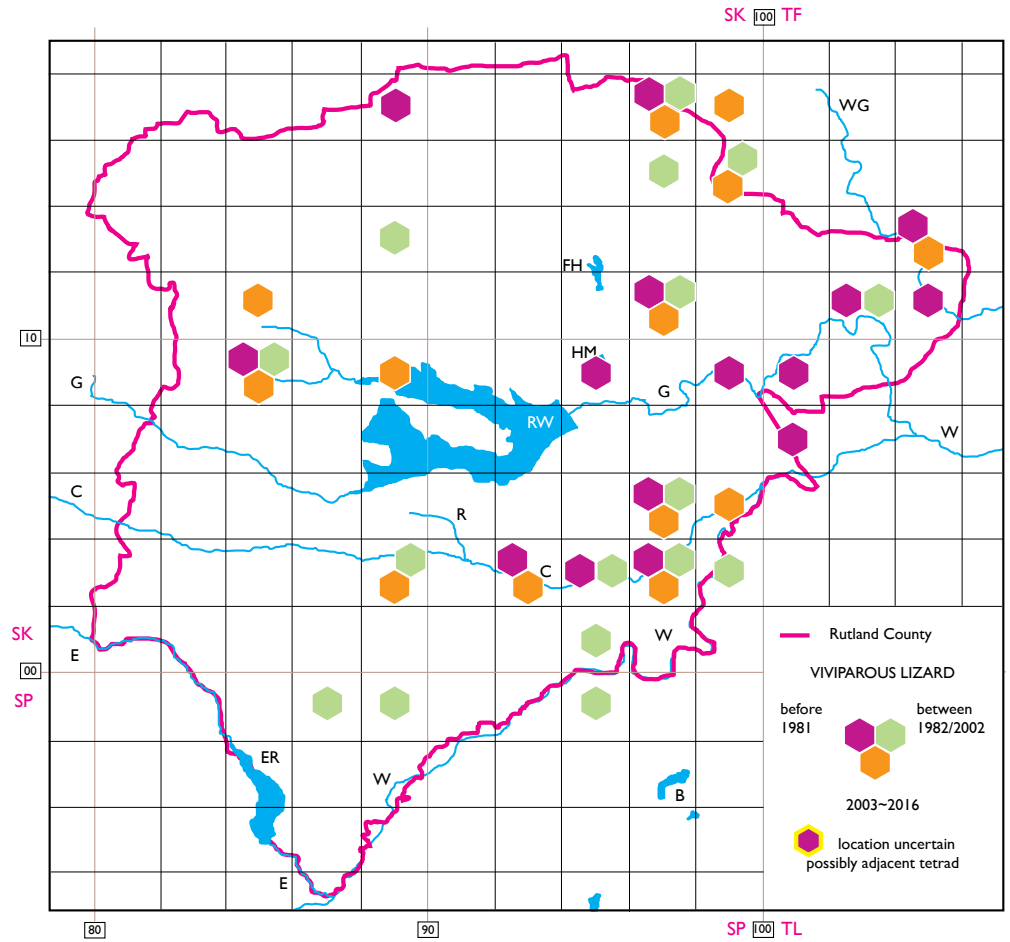 SK 100 TF
WG
FH
10
HM
G
G
RW
W
C
R
C
SK
E
W
Rutland County
00
SP
VIVIPAROUS LIZARD
before
1981
between
1982/2002
ER
W
B
2003~2016
location uncertain
possibly adjacent tetrad
E
80
90
SP 100 TL